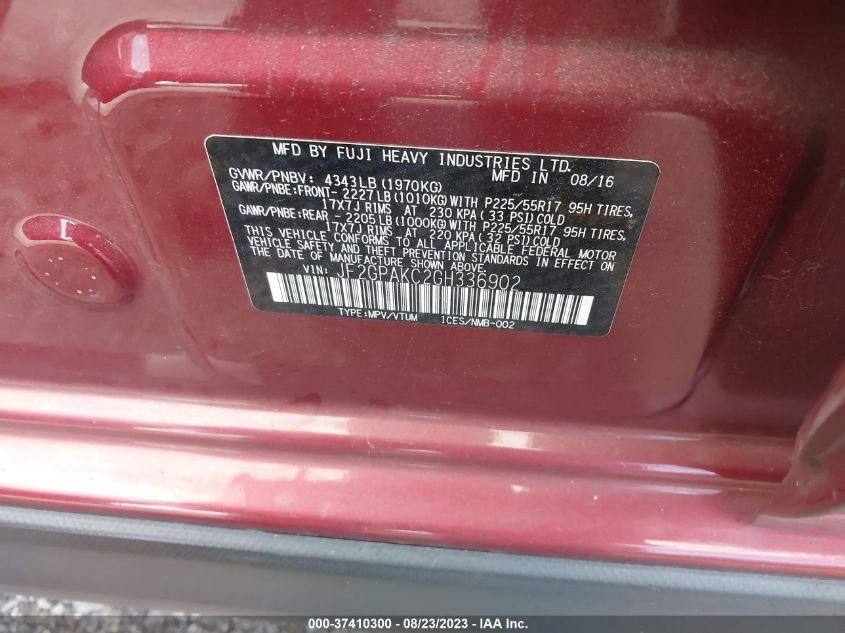 MFD BY FUJI HEAVY INDUSTRIES LTD.
MFD IN 08/16
GVWR/PNBV: 4343LB(1970KG)
GAWR/PNBE:FRONT- 2227LB(1010KG)WITH P225/55R17 95H TIRES,
17X7J RIMS AT 230 KPA(33 PSI)COLD
GAWR/PNBE:REAR - 2205LB(1000KG)WITH P225/55R17 95H TIRES,
17X7J RIMS AT 220 KPA(32 PSI)COLD
THIS VEHICLE CONFORMS TO ALL APPLICABLE FEDERAL MOTOR
VEHICLE SAFETY AND THEFT PREVENTION STANDARDS IN EFFECT ON
THE DATE OF MANUFACTURE SHOWN ABOVE.
VIN: JF2GPAKC2GH336902
TYPE:MPV/VTUM ICES/NMB-002
000-37410300 - 08/23/2023 - IAA Inc.